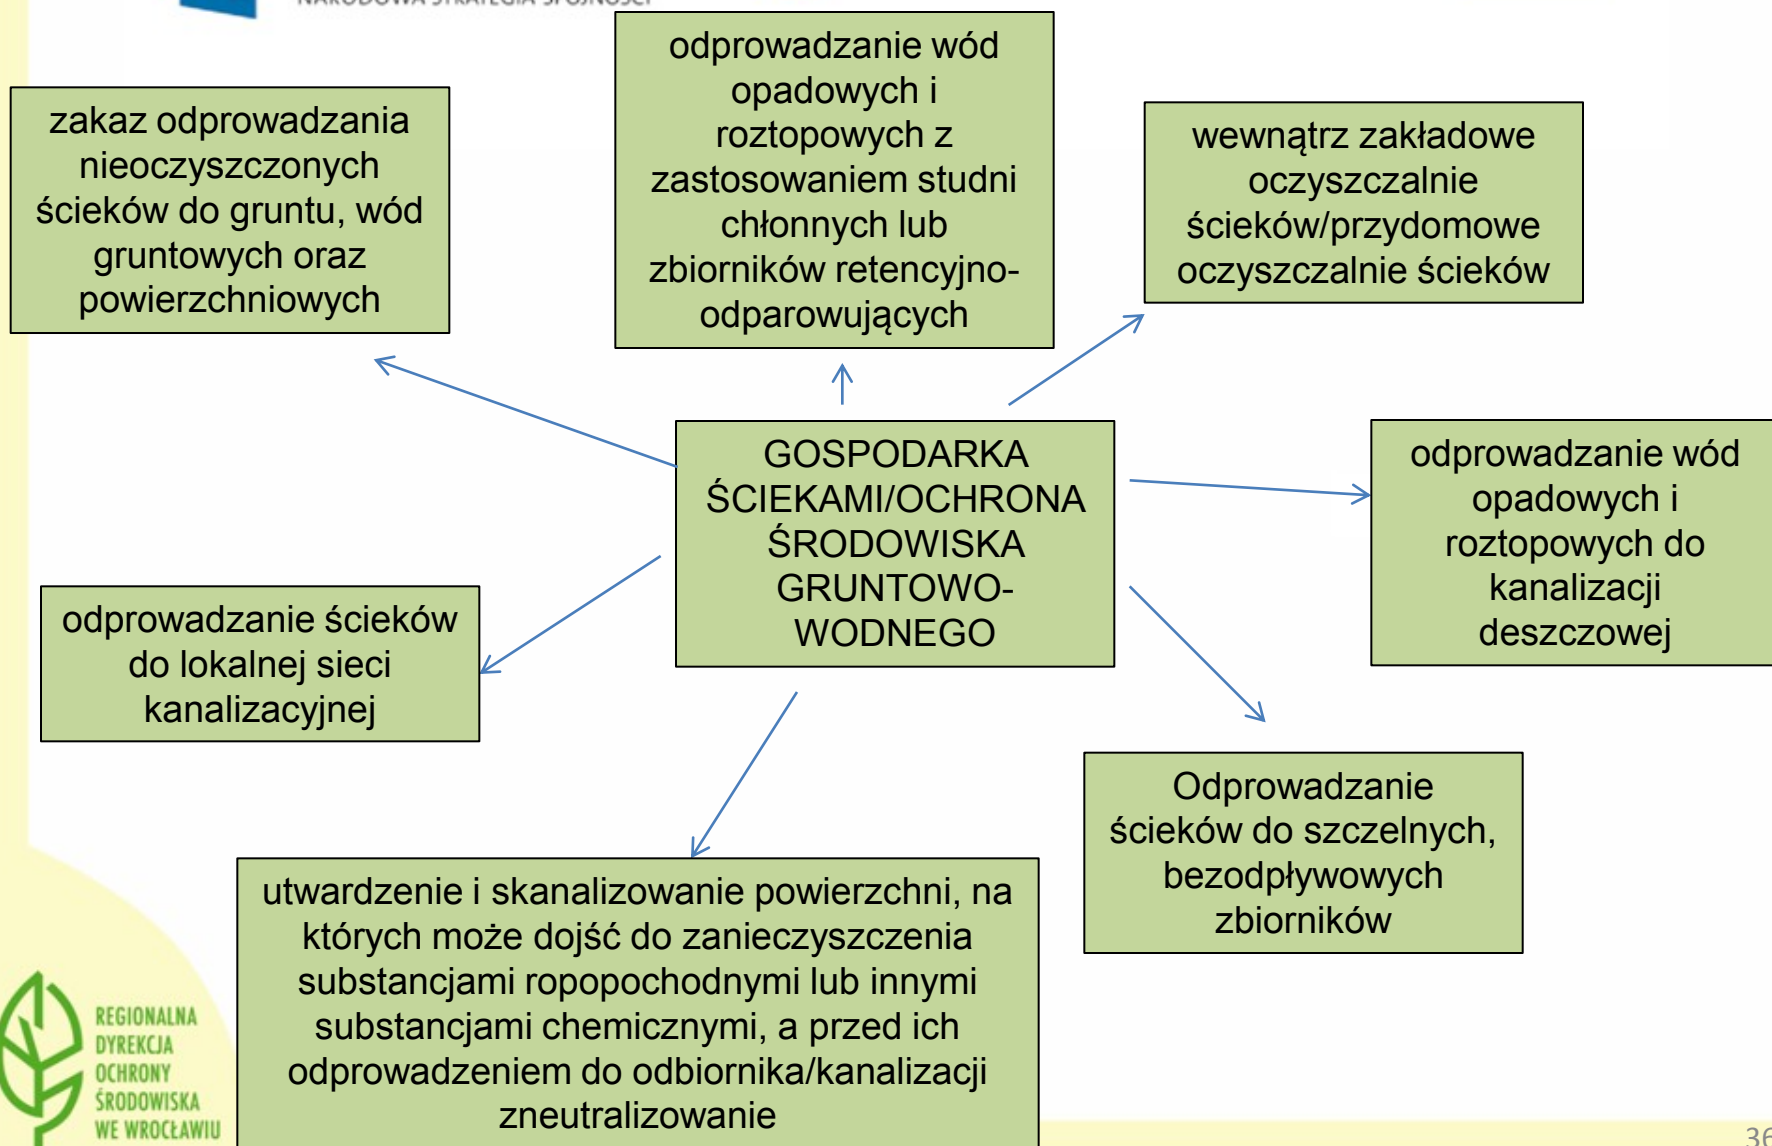 NARODOWA STRATEGIA SPÓJNOŚCI
odprowadzanie wód
opadowych i
roztopowych z
zastosowaniem studni
chłonnych lub
zbiorników retencyjno-
odparowujących
zakaz odprowadzania
nieoczyszczonych
ścieków do gruntu, wód
gruntowych oraz
powierzchniowych
wewnątrz zakładowe
oczyszczalnie
ścieków/przydomowe
oczyszczalnie ścieków
GOSPODARKA
ŚCIEKAMI/OCHRONA
ŚRODOWISKA
GRUNTOWO-
WODNEGO
odprowadzanie wód
opadowych i
roztopowych do
kanalizacji
deszczowej
odprowadzanie ścieków
do lokalnej sieci
kanalizacyjnej
Odprowadzanie
ścieków do szczelnych,
bezodpływowych
zbiorników
utwardzenie i skanalizowanie powierzchni, na
których może dojść do zanieczyszczenia
substancjami ropopochodnymi lub innymi
substancjami chemicznymi, a przed ich
odprowadzeniem do odbiornika/kanalizacji
zneutralizowanie
REGIONALNA
DYREKCJA
OCHRONY
ŚRODOWISKA
WE WROCŁAWIU
36